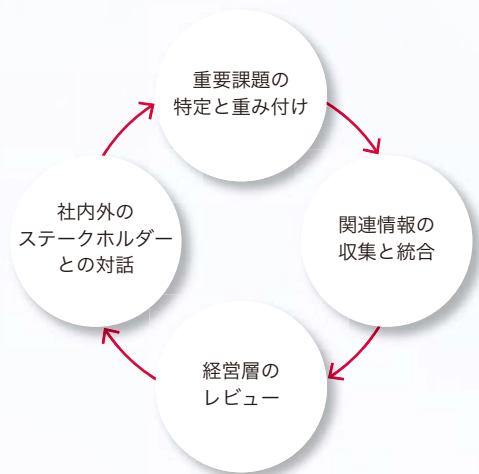 重要課題の
特定と重み付け
関連情報の
収集と統合
経営層の
レビュー
社内外の
ステークホルダー
との対話